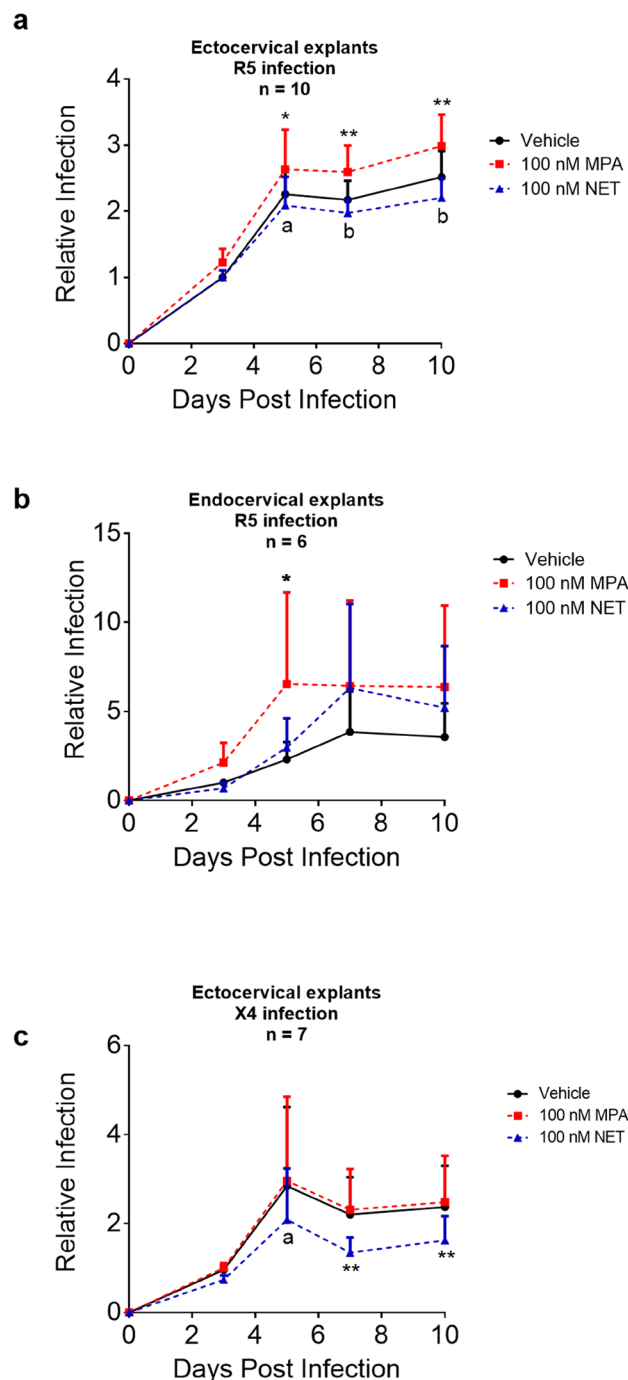 a
Ectocervical explants
R5 infection
n = 10
Relative Infection
4
3
2
1
0
* ** **
a b b
0 2 4 6 8 10
Days Post Infection
Vehicle
100 nM MPA
100 nM NET
b
Endocervical explants
R5 infection
n = 6
Relative Infection
15
10
5
0
*
0 2 4 6 8 10
Days Post Infection
Vehicle
100 nM MPA
100 nM NET
c
Ectocervical explants
X4 infection
n = 7
Relative Infection
6
4
2
0
a ** **
0 2 4 6 8 10
Days Post Infection
Vehicle
100 nM MPA
100 nM NET